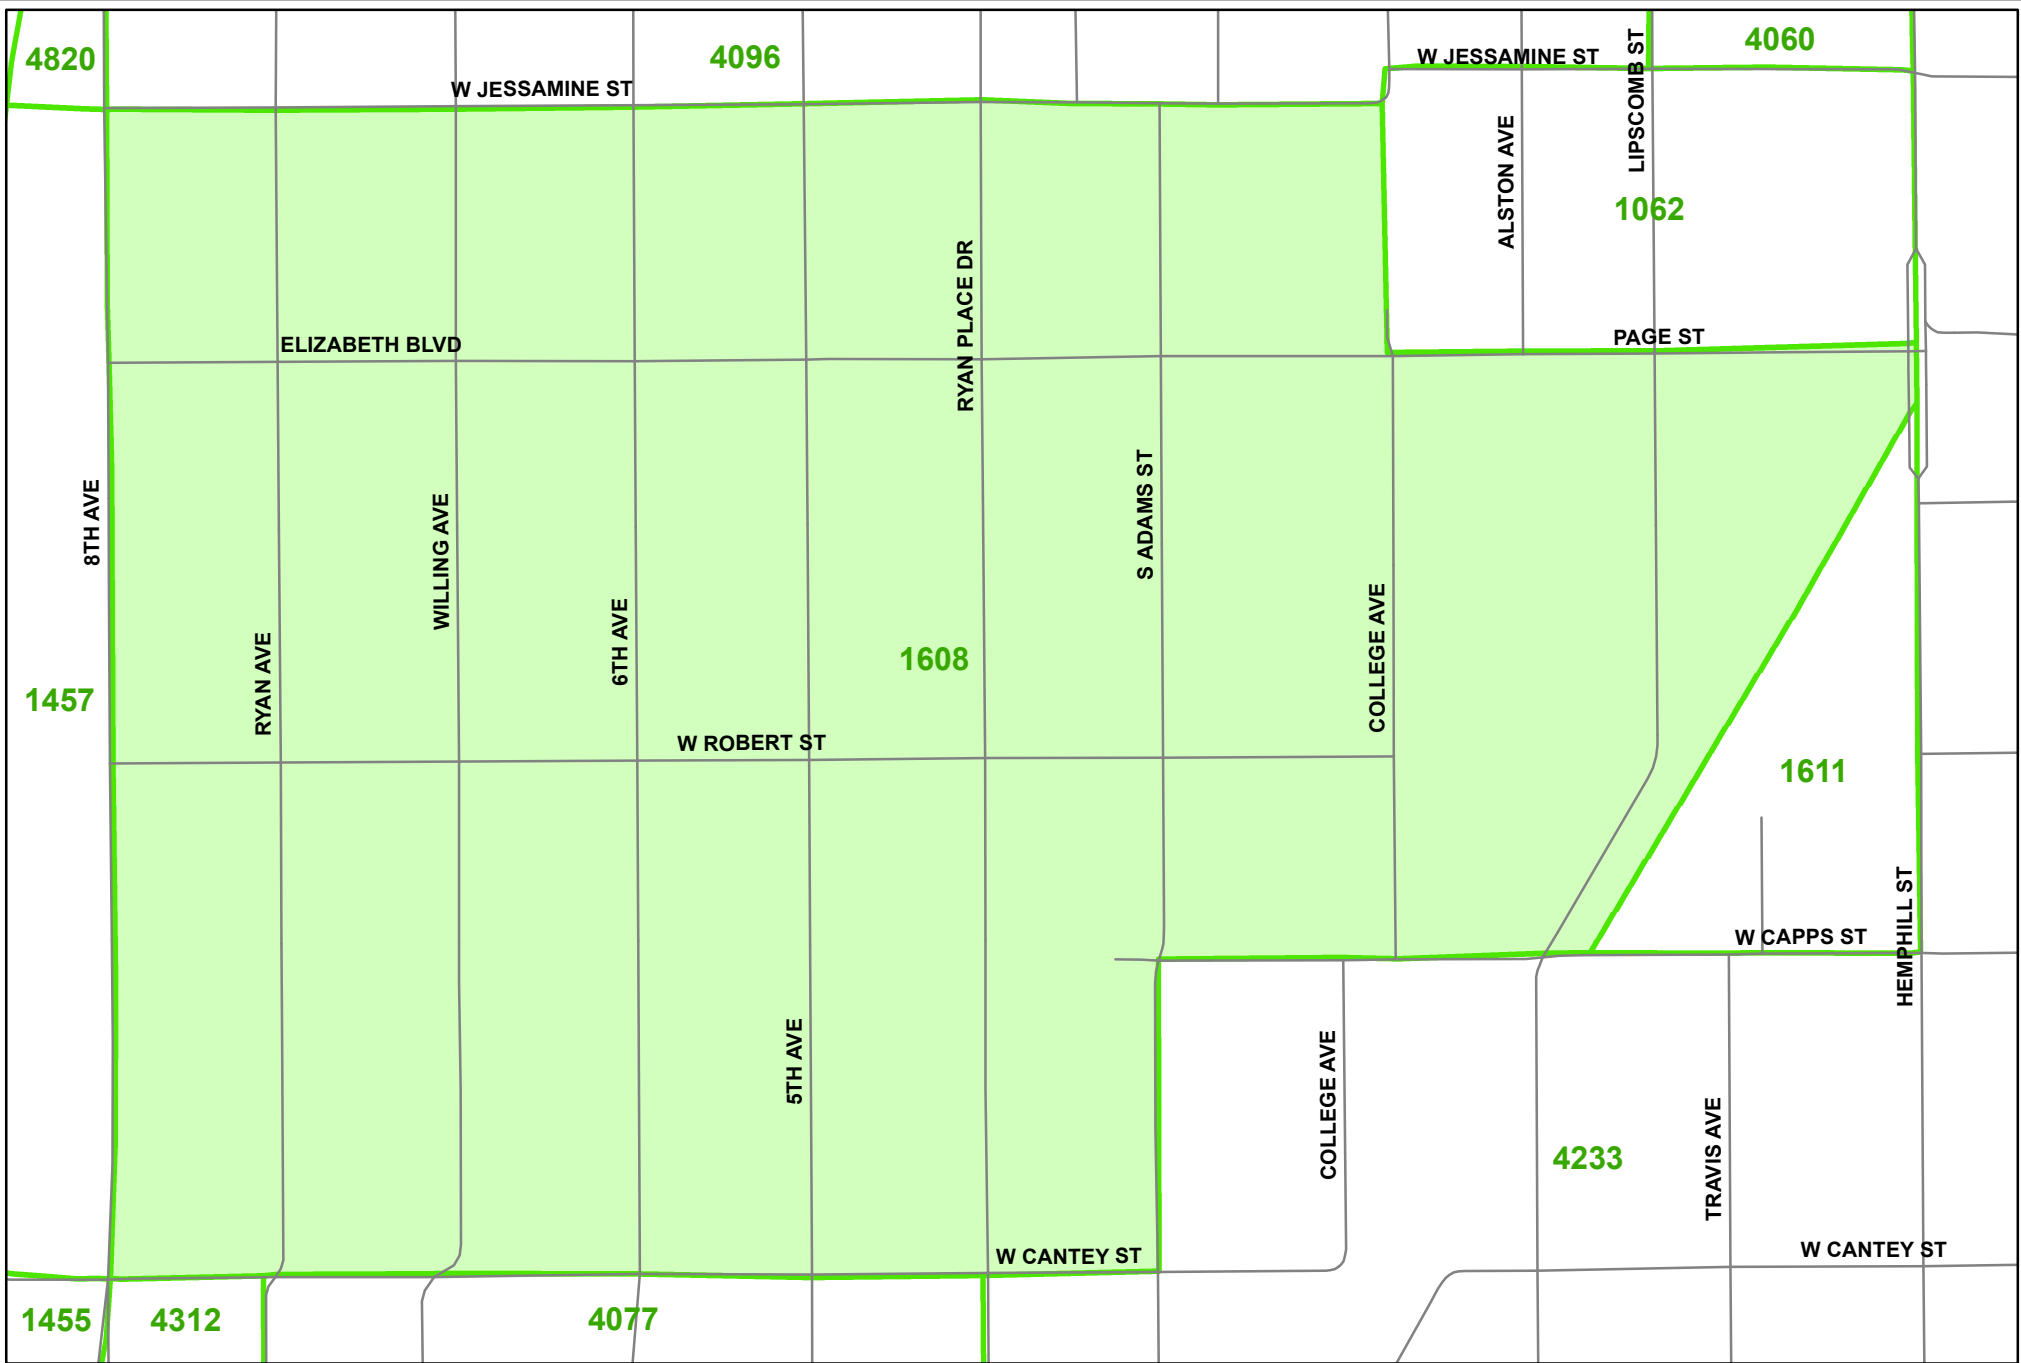 4820
4096
W JESSAMINE ST
W JESSAMINE ST
LIPSCOMB ST
4060
ALSTON AVE
1062
RYAN PLACE DR
ELIZABETH BLVD
PAGE ST
8TH AVE
WILLING AVE
S ADAMS ST
6TH AVE
COLLEGE AVE
RYAN AVE
1608
1457
W ROBERT ST
1611
W CAPPS ST
HEMPHILL ST
5TH AVE
COLLEGE AVE
TRAVIS AVE
4233
W CANTEY ST
W CANTEY ST
1455
4312
4077